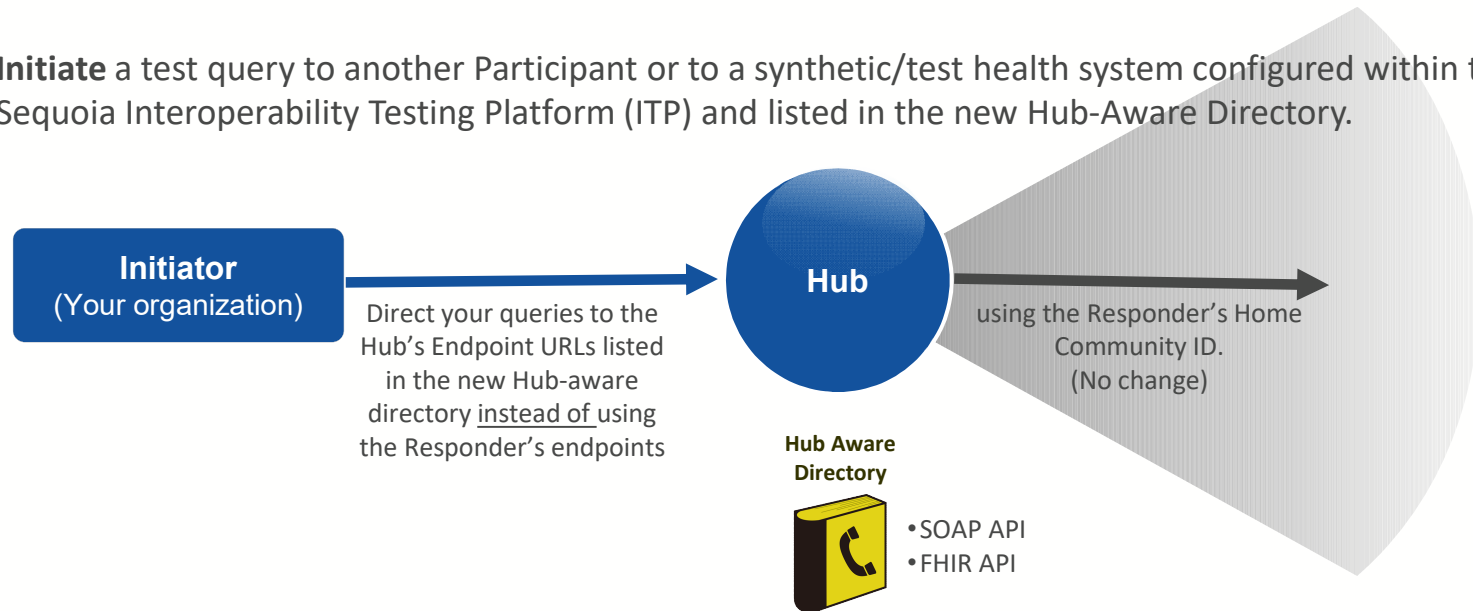 Initiate a test query to another Participant or to a synthetic/test health system configured within
Sequoia Interoperability Testing Platform (ITP) and listed in the new Hub-Aware Directory.
Initiator
(Your organization)
Direct your queries to the
Hub's Endpoint URLs listed
in the new Hub-aware
directory instead of using
the Responder's endpoints
Hub
using the Responder's Home
Community ID.
(No change)
Hub Aware
Directory
•SOAP API
•FHIR API